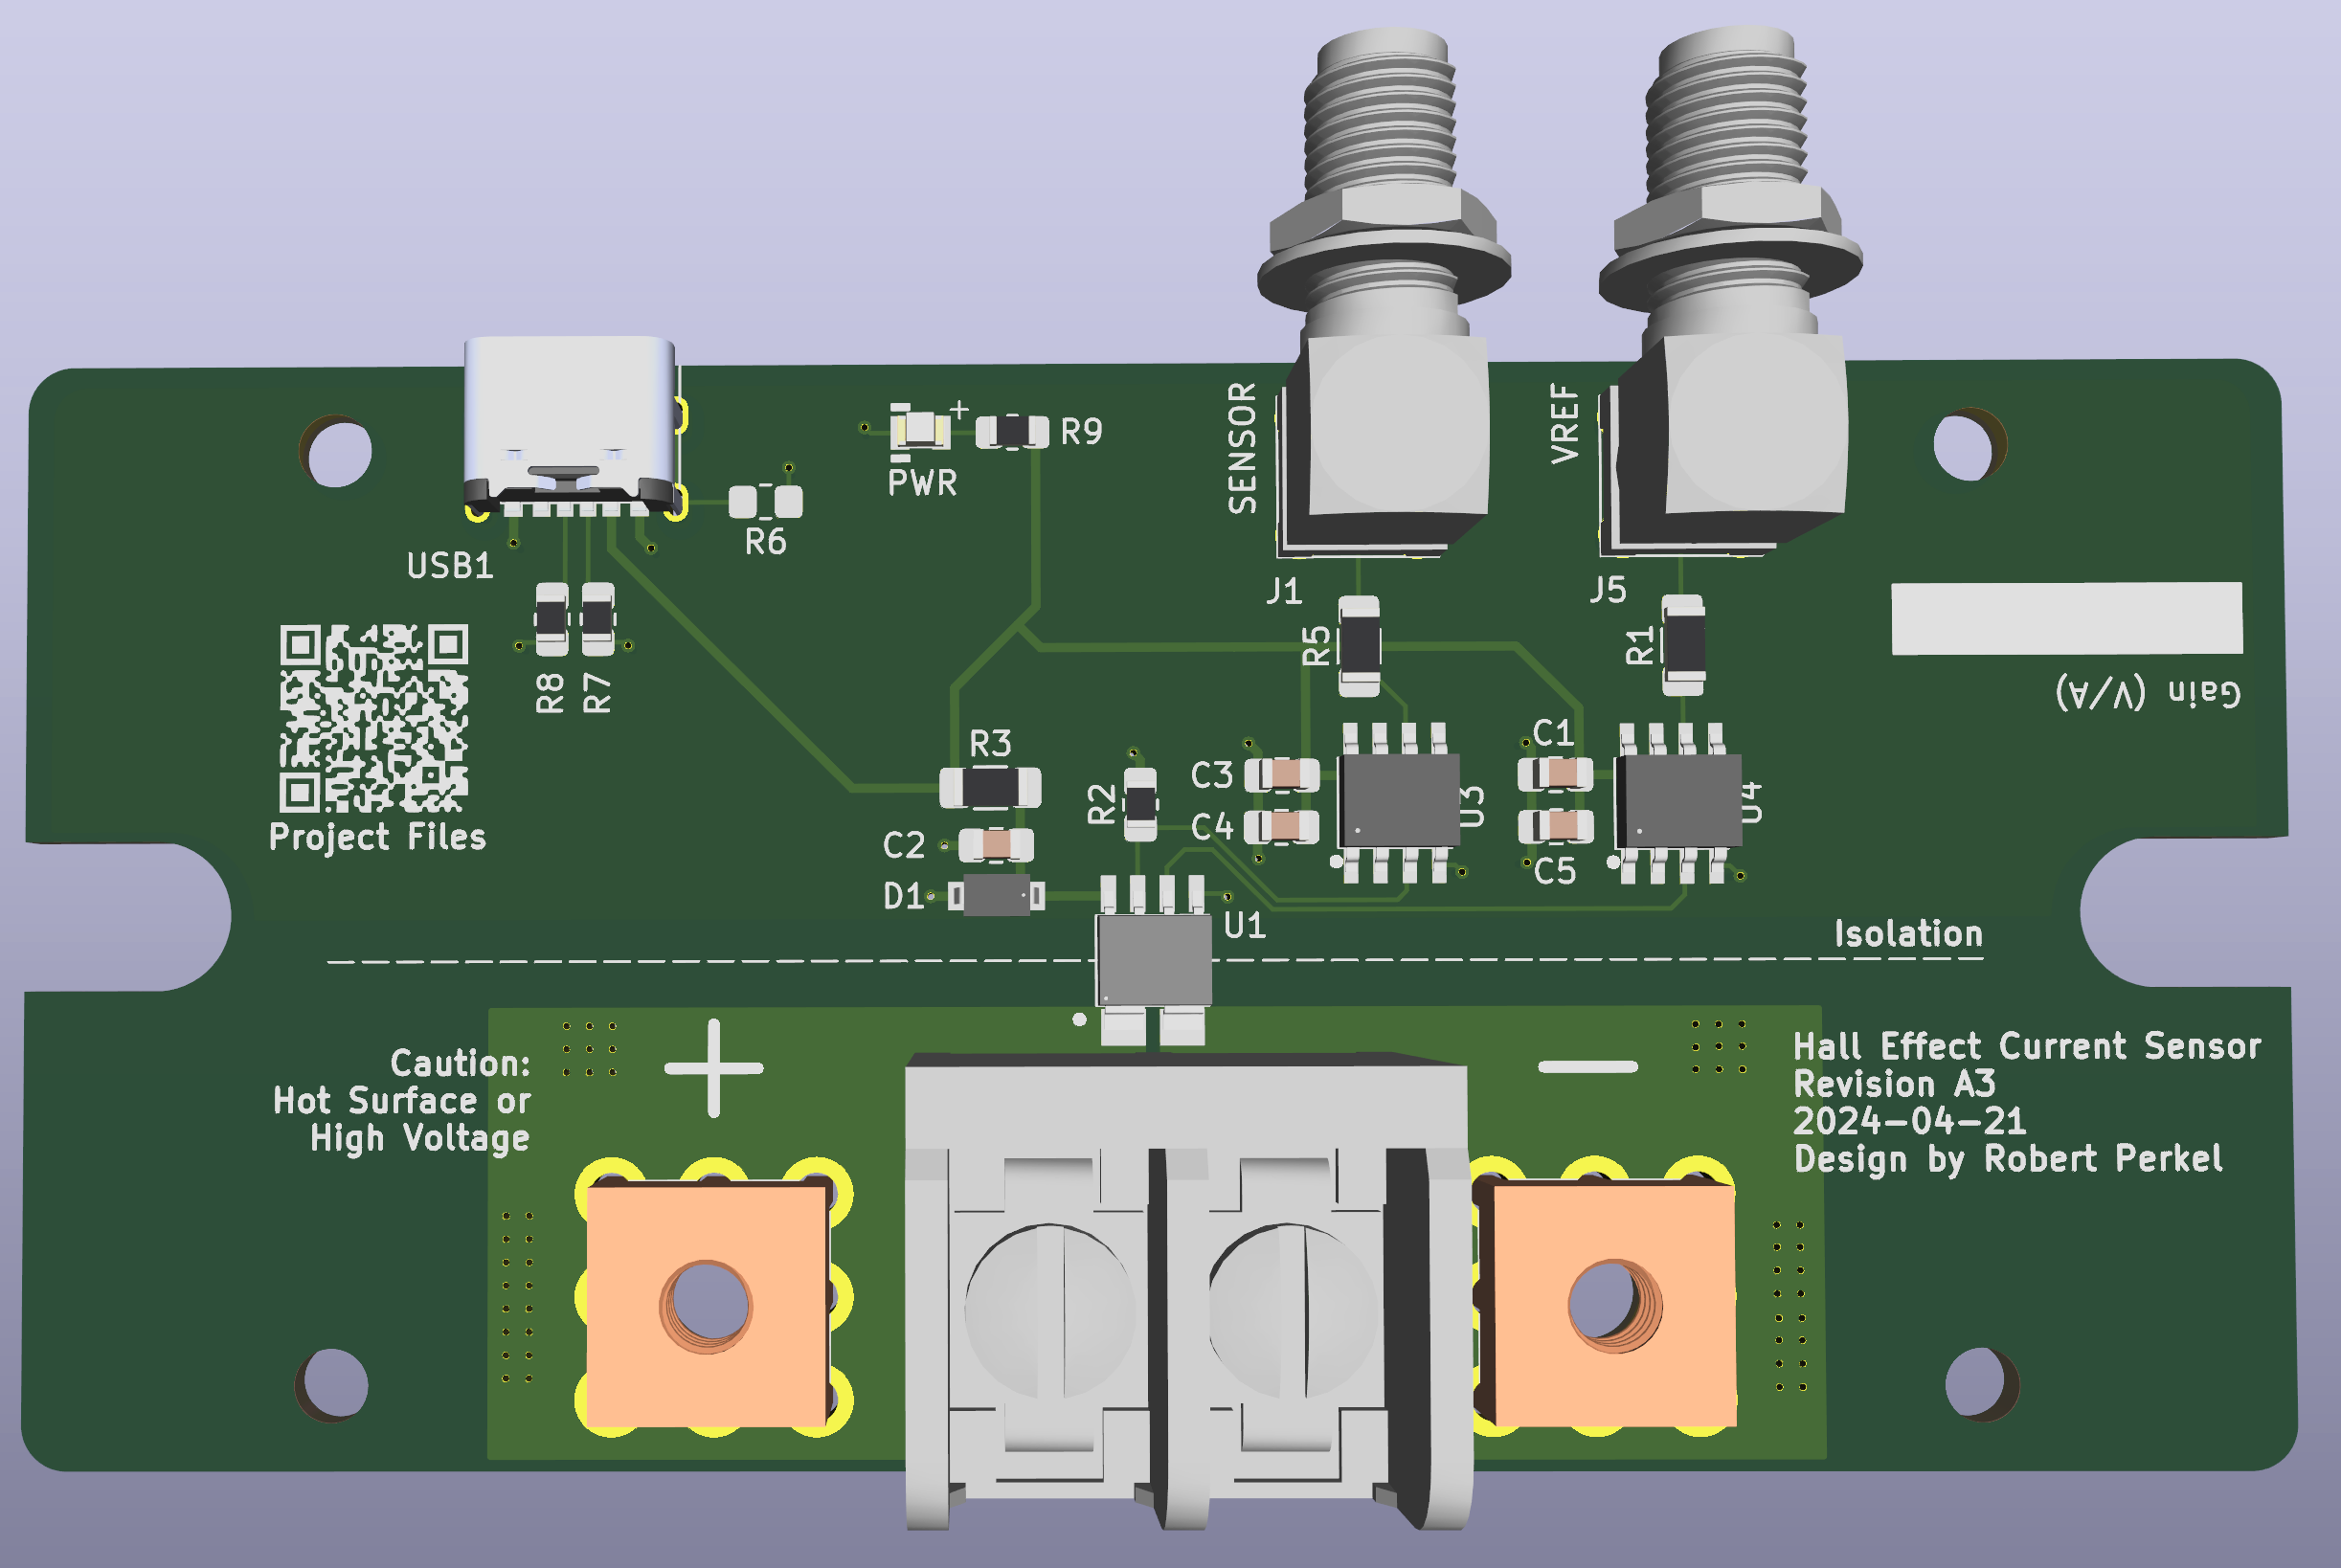 SENSOR
VREF
+
R9
PWR
R6
USB1
J1
J5
R5
R1
R8
R7
Gain (V/A)
R3
C1
C3
R2
U3
U4
C4
C2
C5
Project Files
D1
U1
Isolation
+
-
Caution:
Hot Surface or
High Voltage
Hall Effect Current Sensor
Revision A3
2024-04-21
Design by Robert Perkel